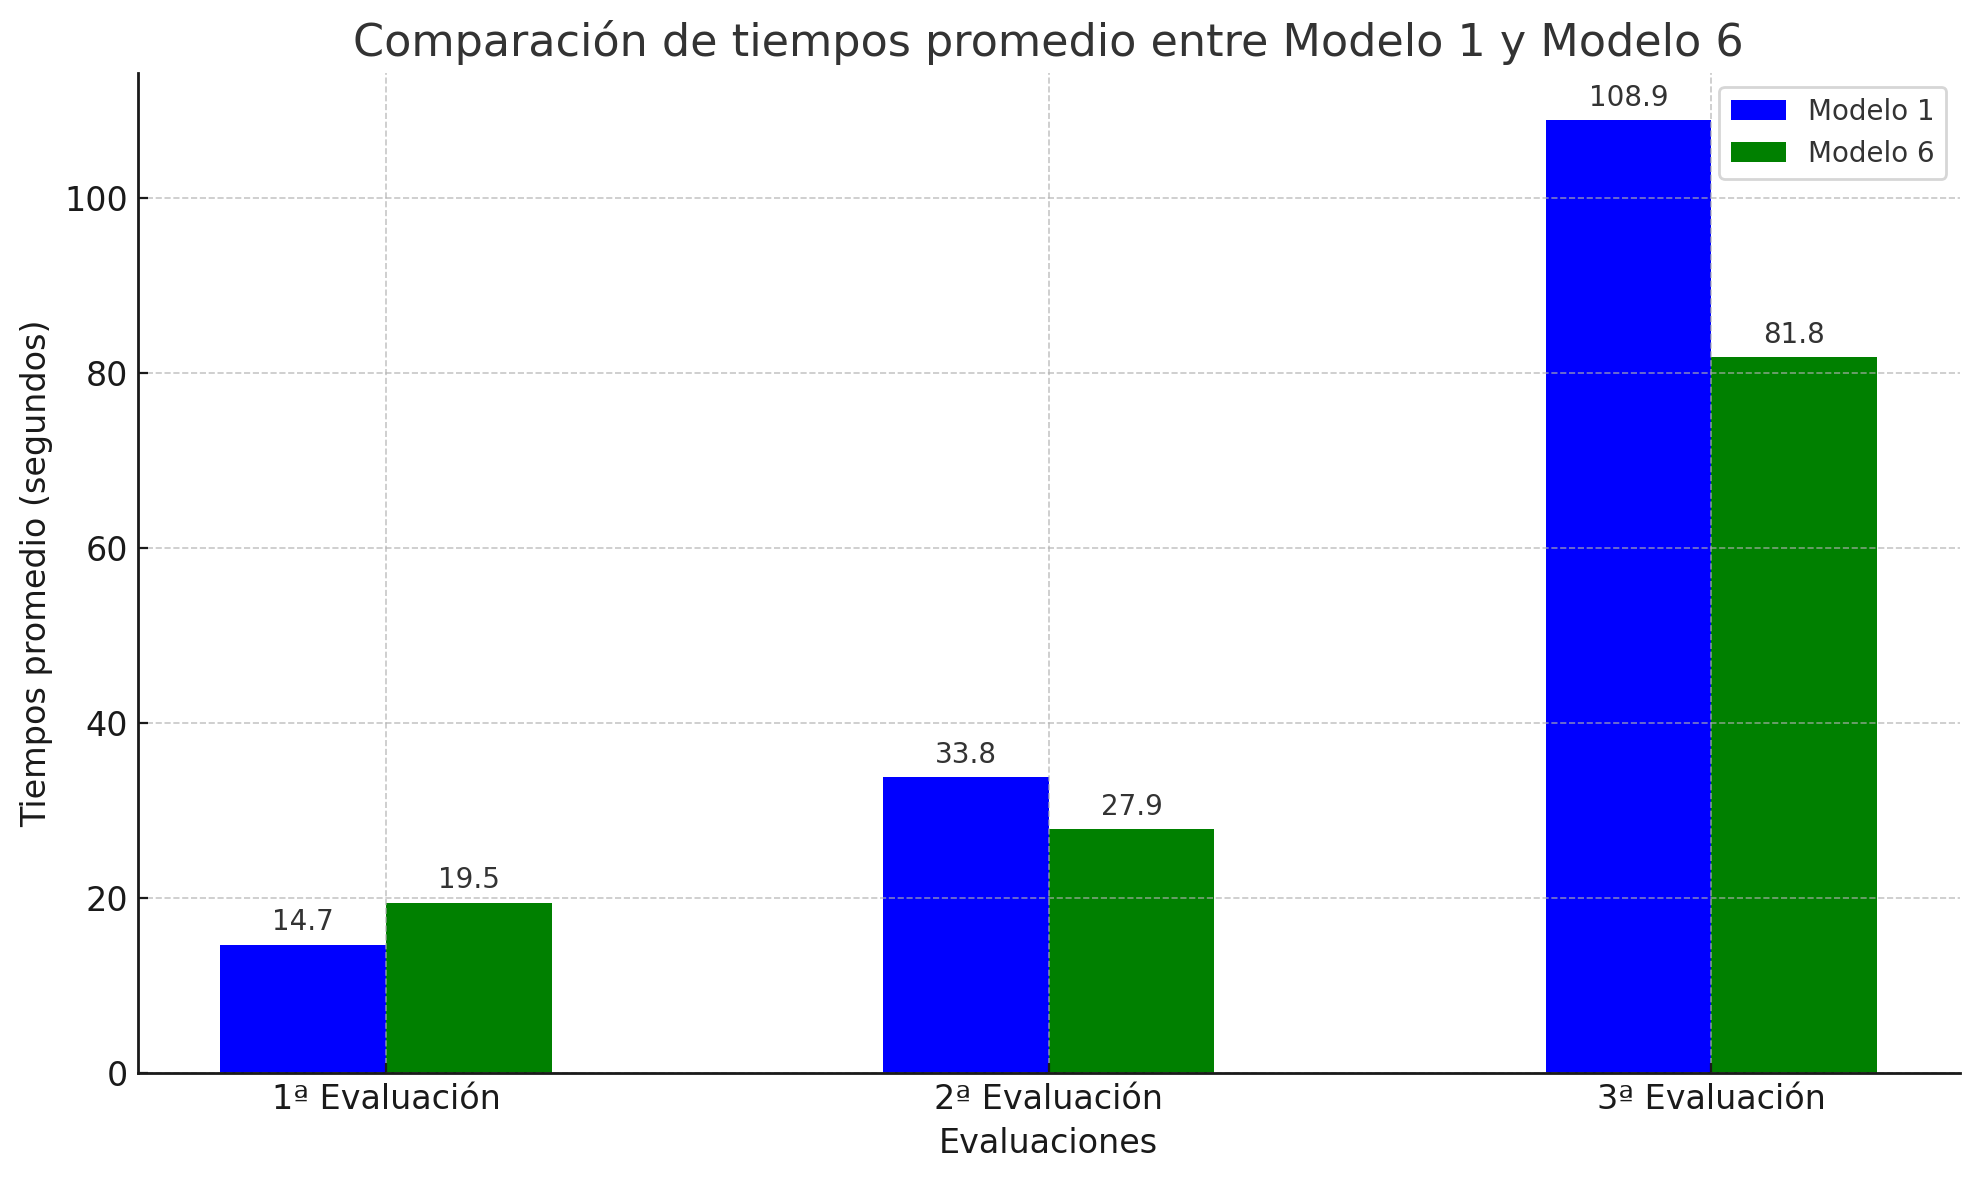 Comparación de tiempos promedio entre Modelo 1 y Modelo 6
Modelo 1
Modelo 6
Tiempos promedio (segundos)
100
80
60
40
20
0
14.7
19.5
33.8
27.9
108.9
81.8
1ª Evaluación
2ª Evaluación
3ª Evaluación
Evaluaciones